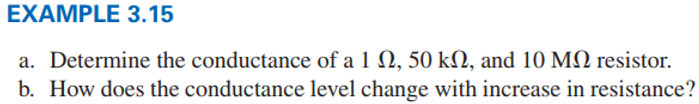 EXAMPLE 3.15
a. Determine the conductance of a 1 Ω, 50 kΩ, and 10 MΩ resistor.
b. How does the conductance level change with increase in resistance?